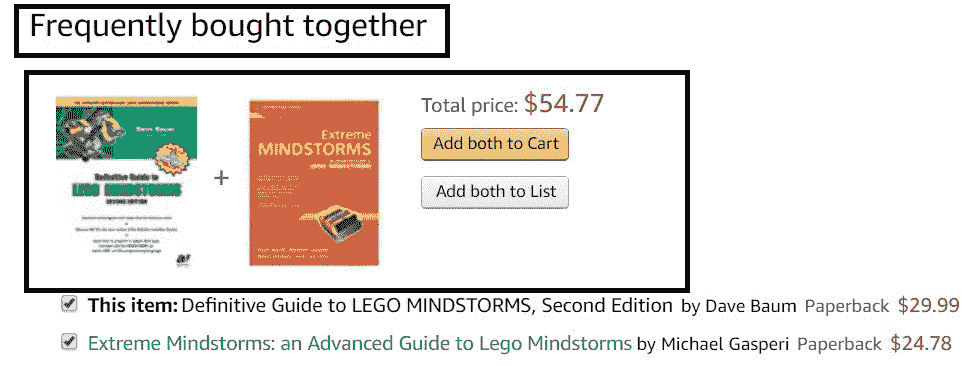 Frequently bought together
Definitive Guide to
LEGO MINDSTORMS
SECOND EDITION
+
Extreme
MINDSTORMS
Total price: $54.77
Add both to Cart
Add both to List
This item: Definitive Guide to LEGO MINDSTORMS, Second Edition by Dave Baum Paperback $29.99
Extreme Mindstorms: an Advanced Guide to Lego Mindstorms by Michael Gasperi Paperback $24.78